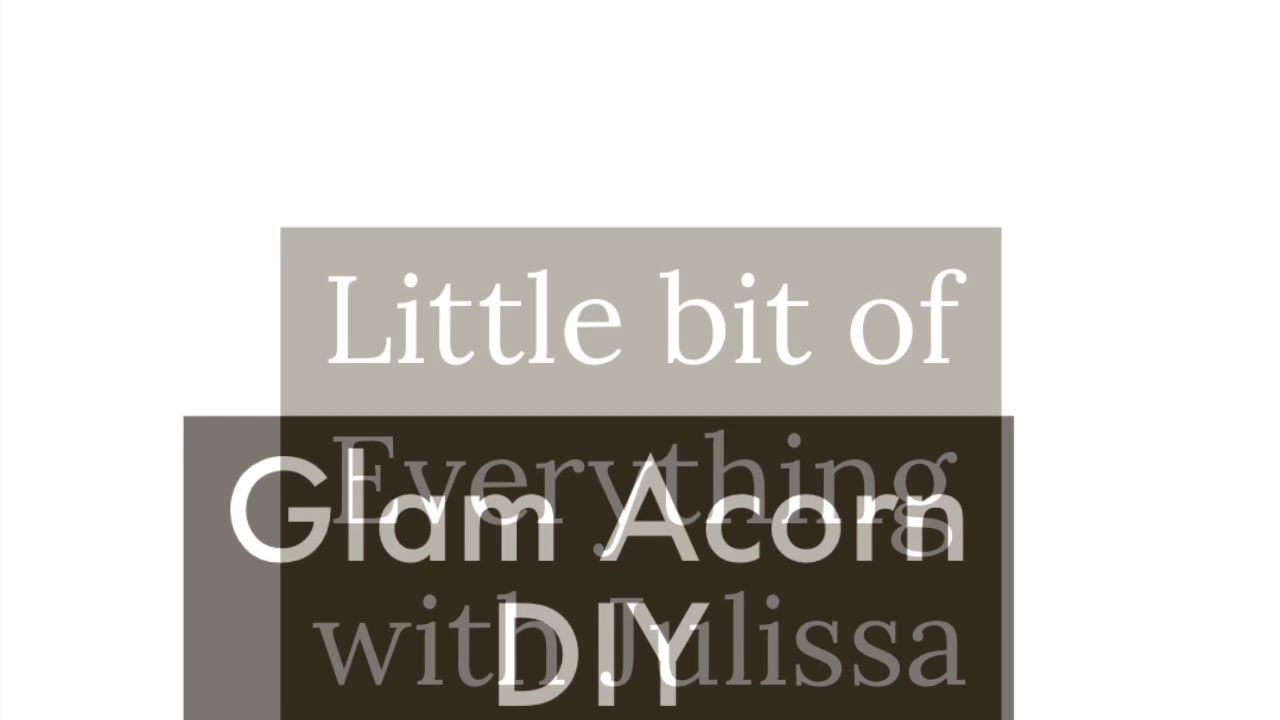 Little bit of
Everything
with Julissa
Glam Acorn
DIY